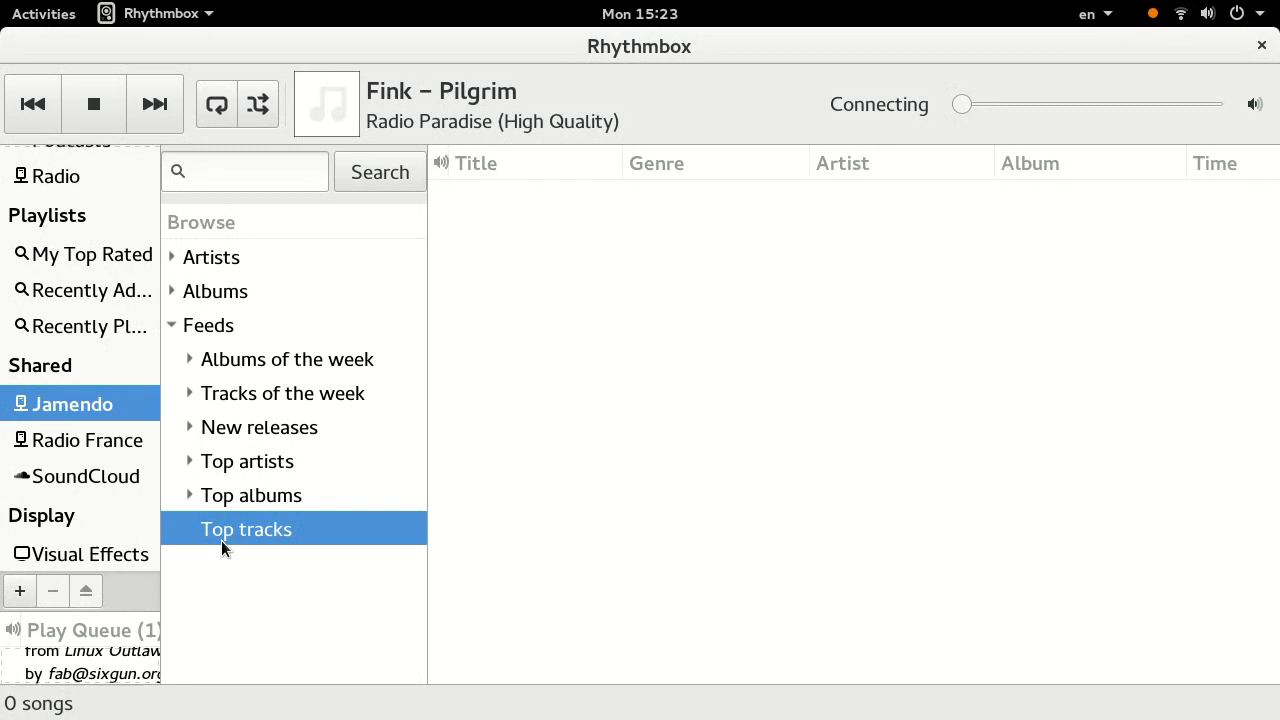 Activities Rhythmbox Mon 15:23 en
Rhythmbox
Fink – Pilgrim
Radio Paradise (High Quality)
Connecting
Podcasts
Radio
Playlists
My Top Rated
Recently Ad...
Recently Pl...
Shared
Jamendo
Radio France
SoundCloud
Display
Visual Effects
Play Queue (1)
from Linux Outlaw
by fab@sixgun.org
Search
Browse
Artists
Albums
Feeds
Albums of the week
Tracks of the week
New releases
Top artists
Top albums
Top tracks
Title Genre Artist Album Time
0 songs